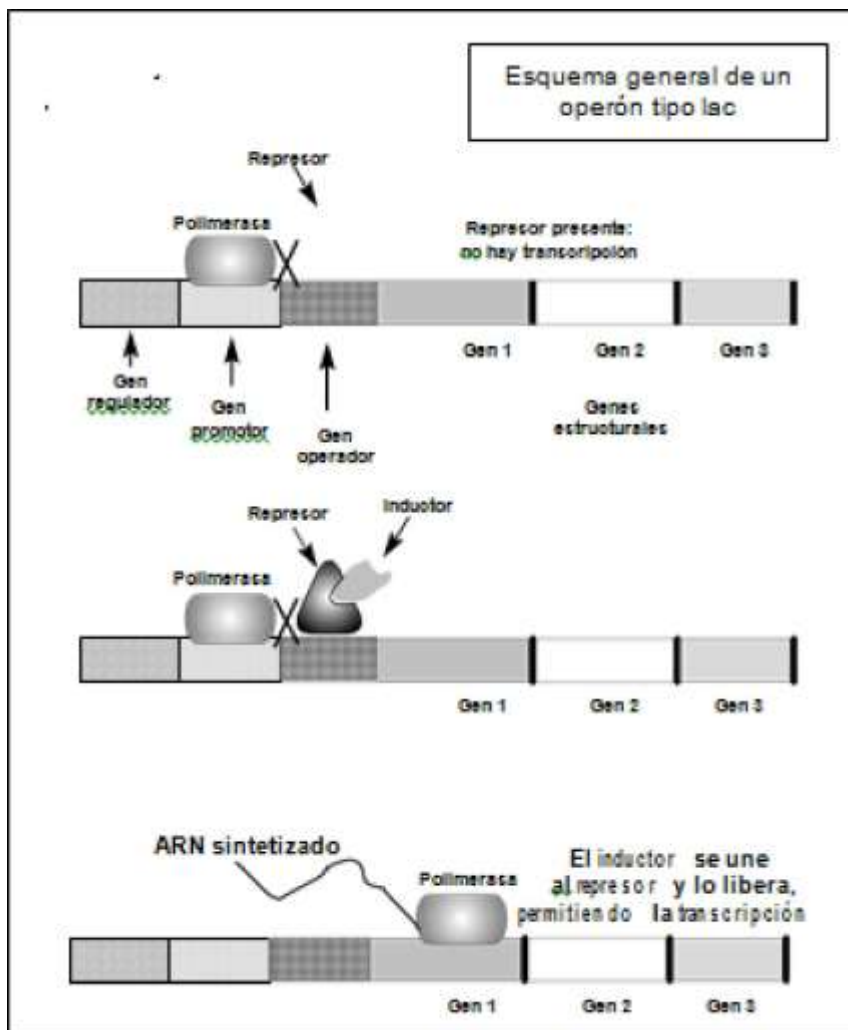 Esquema general de un
operón tipo lac
Represor
Polimerasa
Represor presente:
no hay transcripción
Gen 1
Gen 2
Gen 3
Gen
regulador
Gen
promotor
Gen
operador
Genes
estructurales
Represor
Inductor
Polimerasa
Gen 1
Gen 2
Gen 3
ARN sintetizado
Polimerasa
El inductor se une
al represor y lo libera,
permitiendo la transcripción
Gen 1
Gen 2
Gen 3